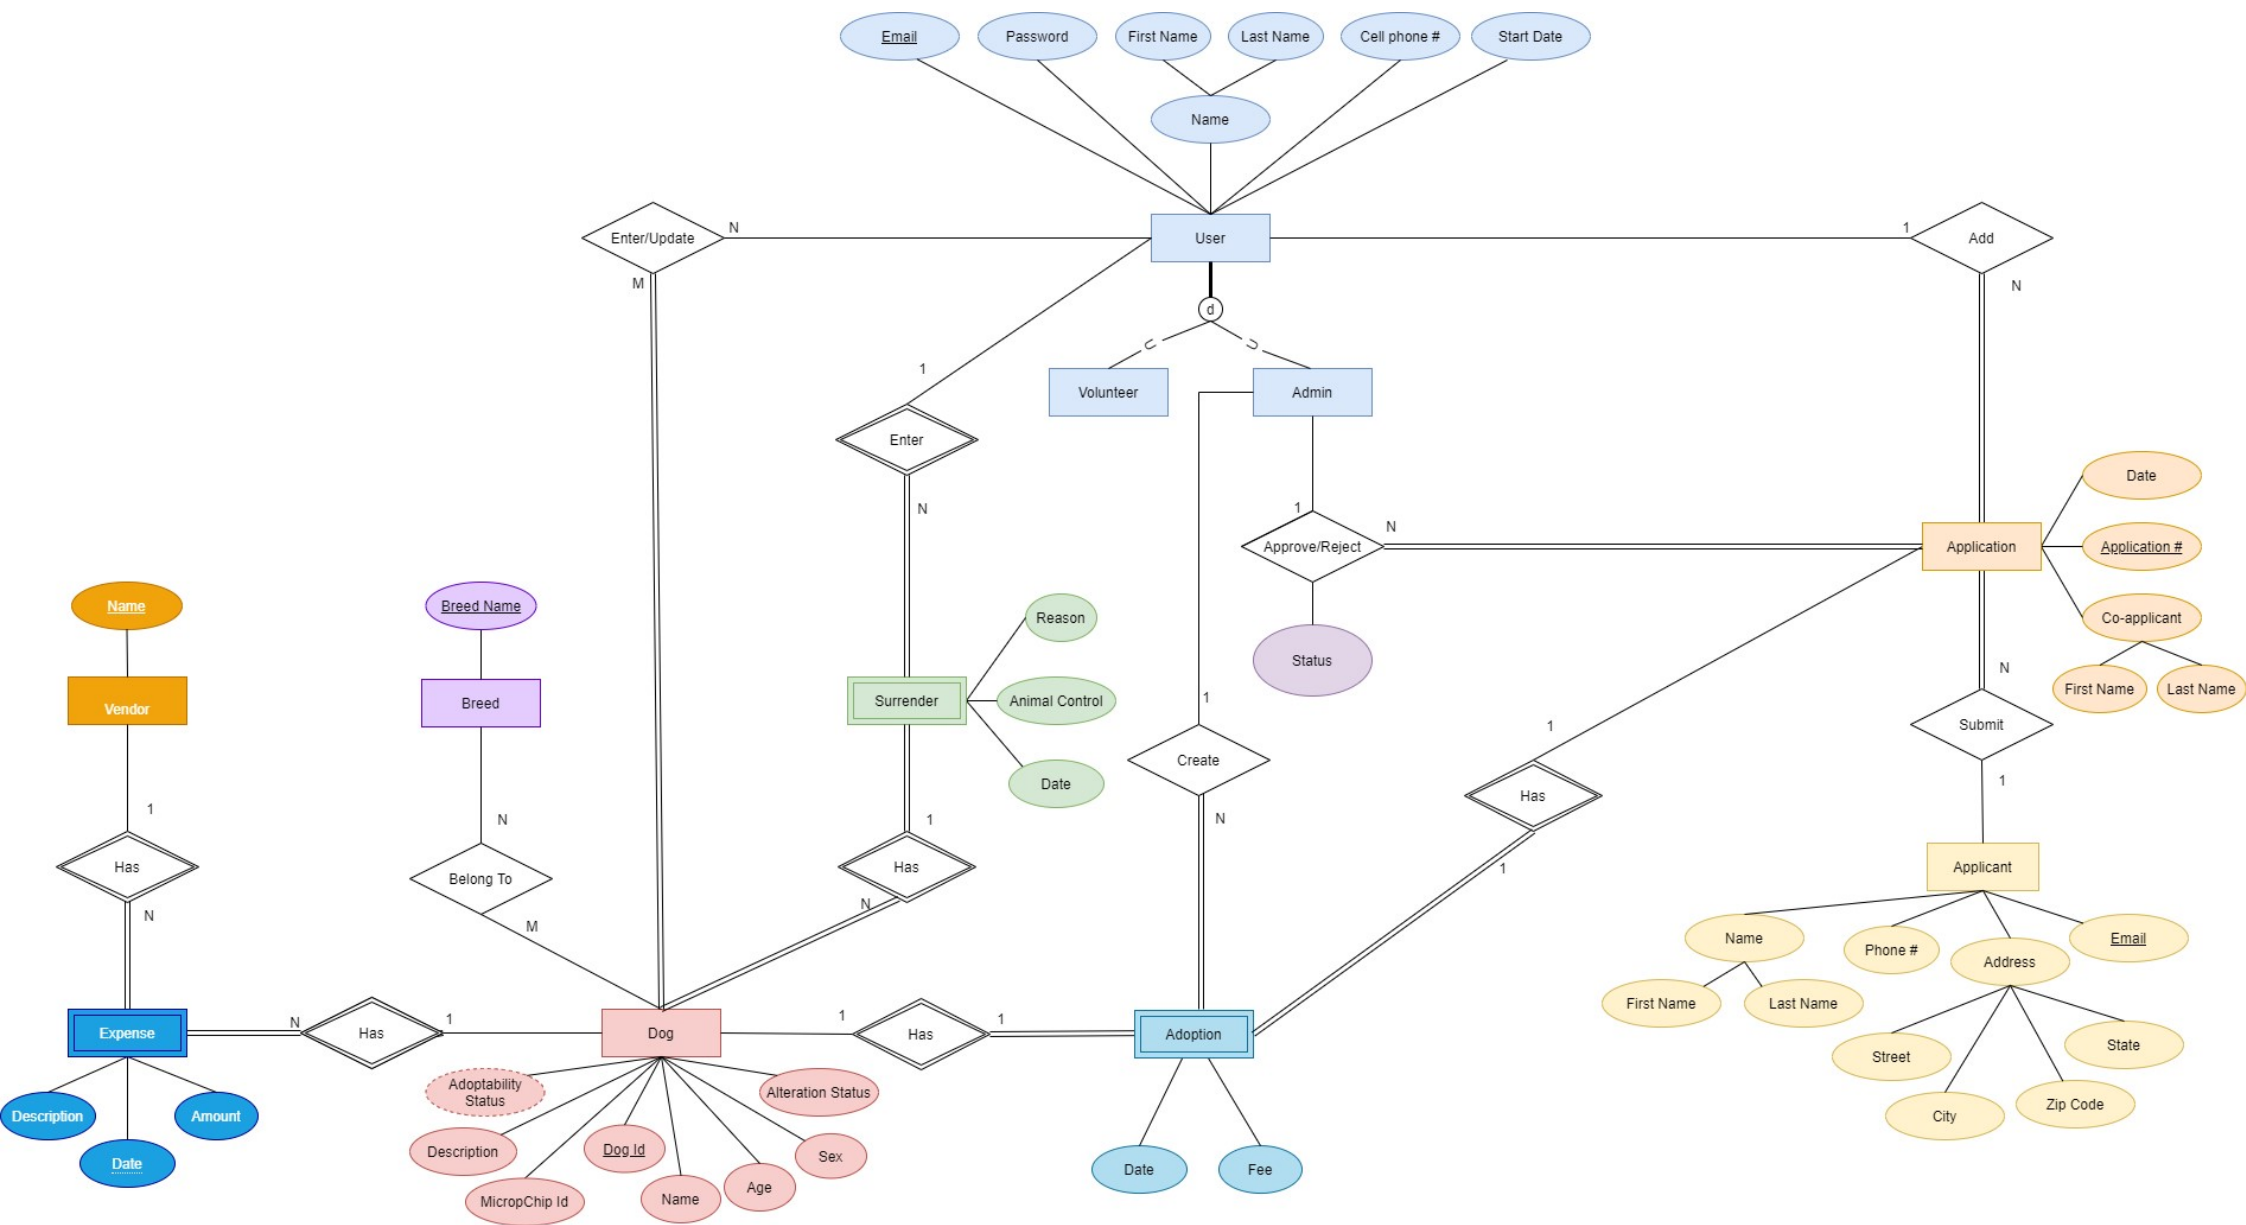 Email
Password
First Name
Last Name
Cell phone #
Start Date
Name
Enter/Update
N
User
1
Add
M
N
d
1
Volunteer
Admin
Enter
Date
N
1
N
Approve/Reject
Application
Application #
Name
Breed Name
Reason
Co-applicant
Status
N
First Name
Last Name
Vendor
Breed
Surrender
Animal Control
1
1
Submit
Create
Date
1
Has
1
N
1
N
Has
Belong To
Has
1
Applicant
N
M
N
Name
Phone #
Email
Address
First Name
Last Name
Expense
N
Has
1
Dog
1
Has
1
Adoption
Street
State
Adoptability
Status
Alteration Status
Description
Amount
City
Zip Code
Description
Dog Id
Sex
Date
Date
Fee
MicropChip Id
Name
Age